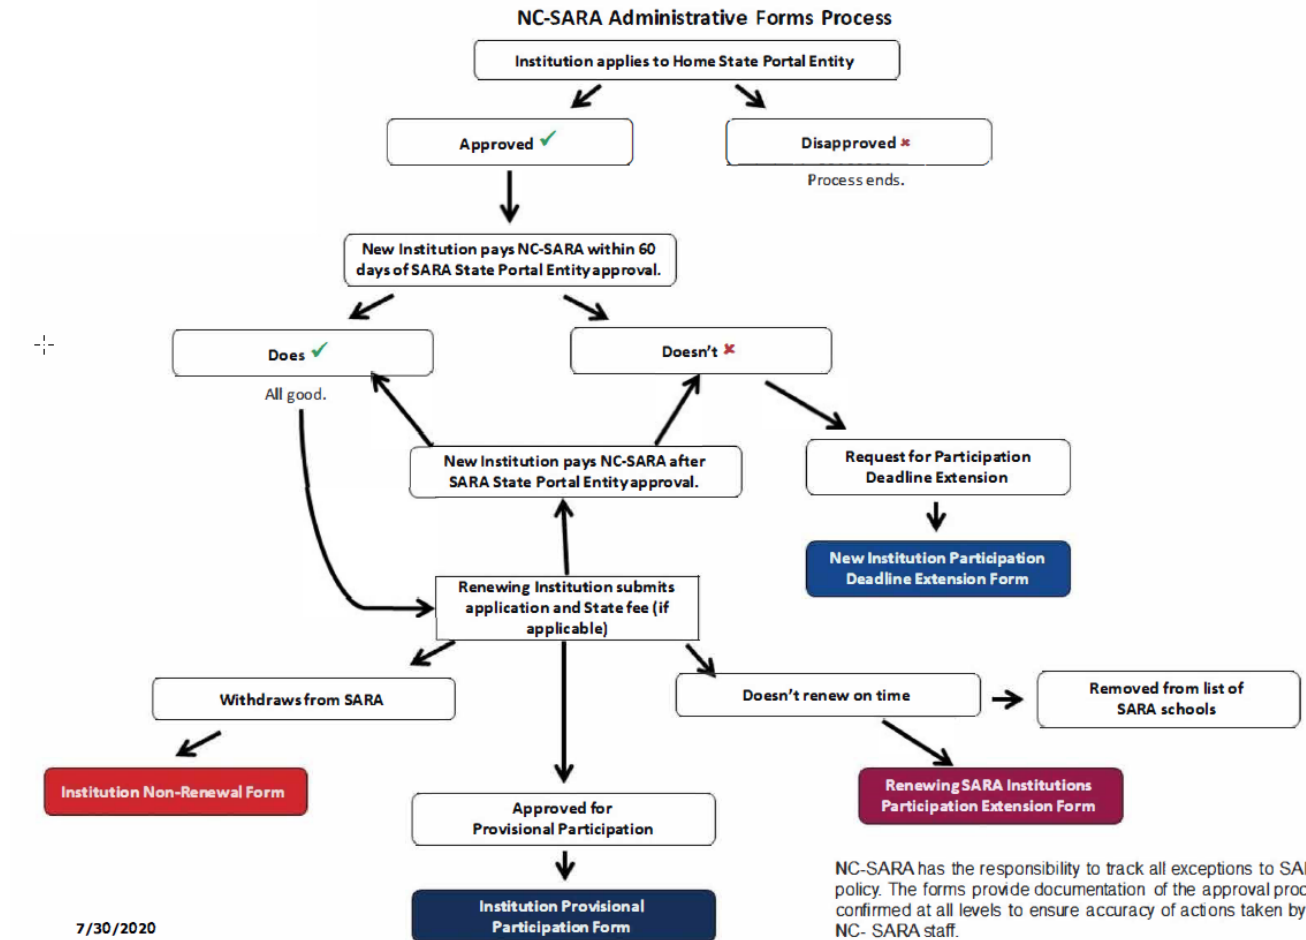 NC-SARA Administrative Forms Process
Institution applies to Home State Portal Entity
Approved
Disapproved
Process ends.
New Institution pays NC-SARA within 60
days of SARA State Portal Entity approval.
Does
Doesn't
All good.
New Institution pays NC-SARA after
SARA State Portal Entity approval.
Request for Participation
Deadline Extension
New Institution Participation
Deadline Extension Form
Renewing Institution submits
application and State fee (if
applicable)
Withdraws from SARA
Doesn't renew on time
Removed from list of
SARA schools
Institution Non-Renewal Form
Approved for
Provisional Participation
Renewing SARA Institutions
Participation Extension Form
Institution Provisional
Participation Form
NC-SARA has the responsibility to track all exceptions to
policy. The forms provide documentation of the approval
confirmed at all levels to ensure accuracy of actions taken by
NC- SARA staff.
7/30/2020